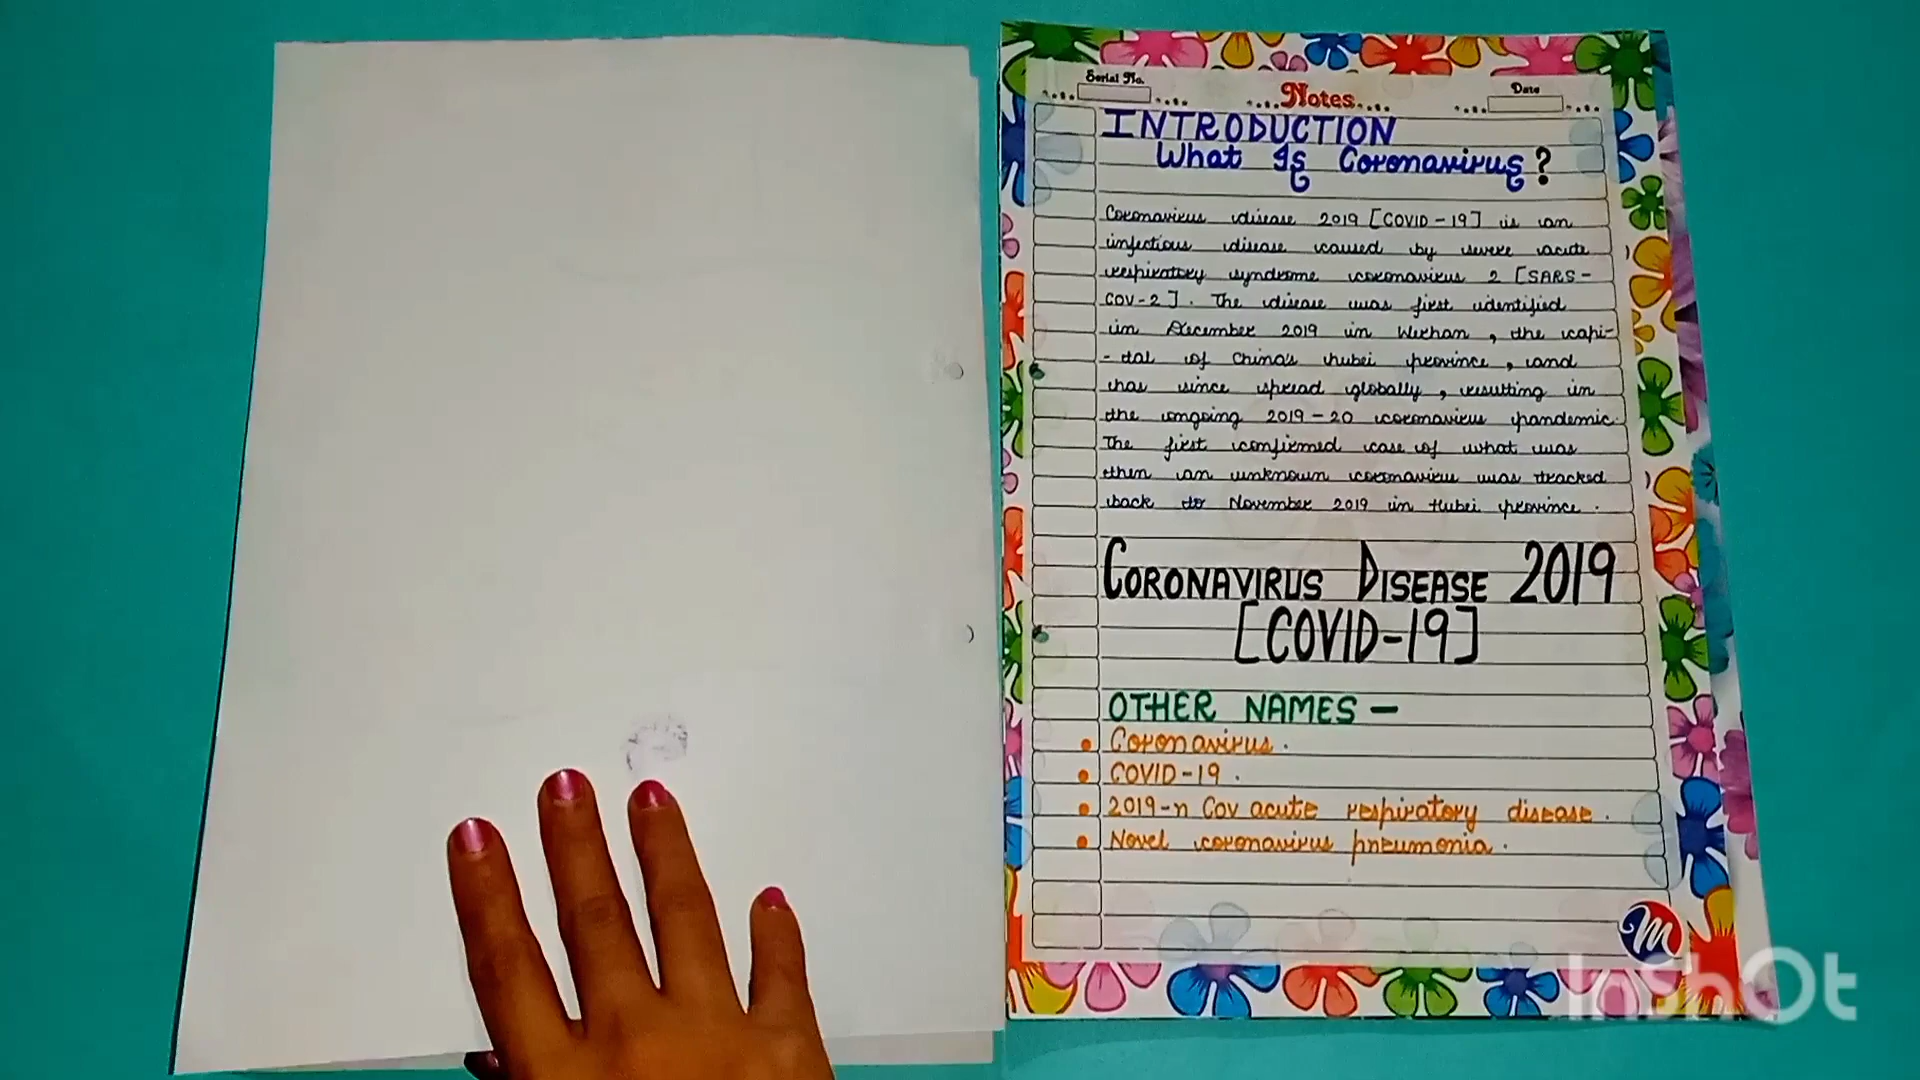 Serial No.
Notes
Date
INTRODUCTION
What Is Coronavirus?
Coronavirus disease 2019 [COVID-19] is an
infectious disease caused by severe acute
respiratory syndrome coronavirus 2 [SARS-
COV-2]. The disease was first identified
in December 2019 in Wuhan, the capi-
-tal of China's hubei province, and
has since spread globally, resulting in
the ongoing 2019-20 coronavirus pandemic.
The first confirmed case of what was
then an unknown coronavirus was tracked
back to November 2019 in Hubei province.
CORONAVIRUS DISEASE 2019
[COVID-19]
OTHER NAMES -
• Coronavirus.
• COVID-19.
• 2019-n Cov acute respiratory disease.
• Novel coronavirus pneumonia.
M
InShOt